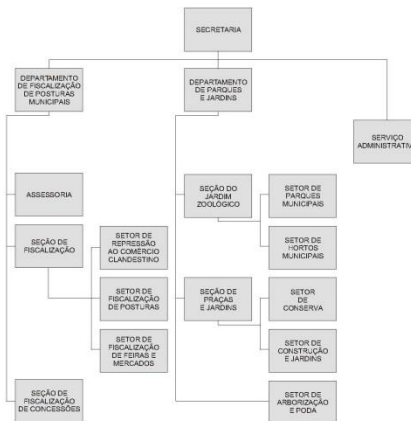 SECRETARIA
DEPARTAMENTO
DE FISCALIZAÇÃO
DE POSTURAS
MUNICIPAIS
DEPARTAMENTO
DE PARQUES
E JARDINS
SERVIÇO
ADMINISTRATIV
ASSESSORIA
SEÇÃO DE
FISCALIZAÇÃO
SETOR DE
REPRESSÃO
AO COMÉRCIO
CLANDESTINO
SETOR DE
FISCALIZAÇÃO
DE POSTURAS
SETOR DE
FISCALIZAÇÃO
DE FEIRAS E
MERCADOS
SEÇÃO DE
FISCALIZAÇÃO
DE CONCESSÕES
SEÇÃO DO
JARDIM
ZOOLÓGICO
SETOR DE
PARQUES
MUNICIPAIS
SETOR DE
HORTOS
MUNICIPAIS
SEÇÃO DE
PRAÇAS
E JARDINS
SETOR
DE
CONSERVA
SETOR DE
CONSTRUÇÃO
E JARDINS
SETOR DE
ARBORIZAÇÃO
E PODA